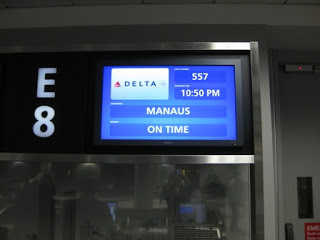 E
8
DELTA
557
10:50 PM
MANAUS
ON TIME